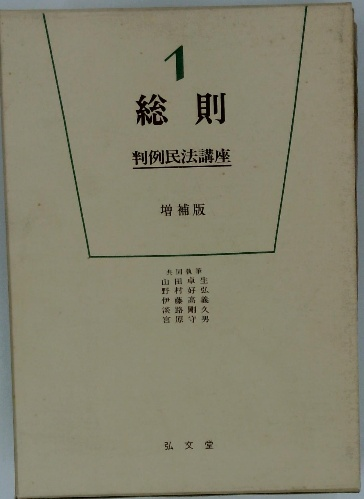 1
総則
判例民法講座
増補版
共同執筆
山田卓生
野村好弘
伊藤高義
淡路剛久
宮原守男
弘文堂